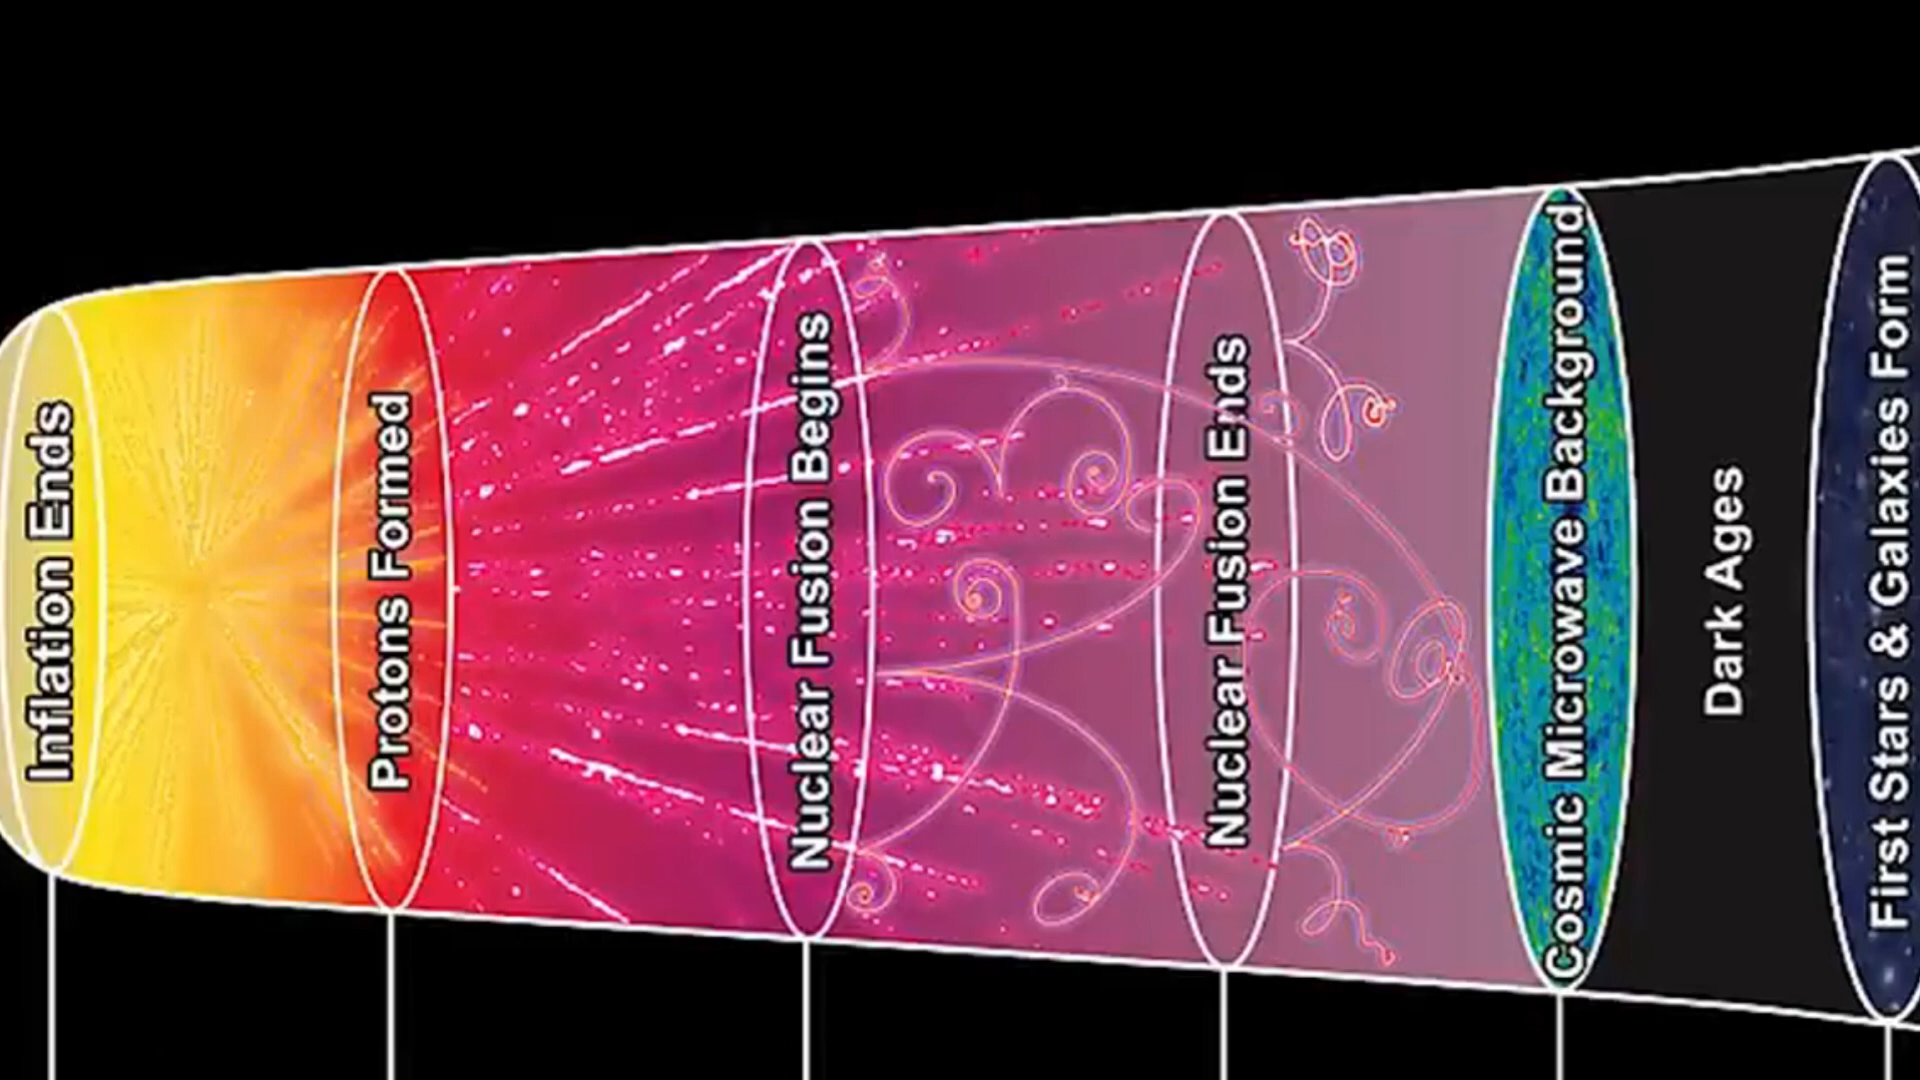 Inflation Ends
Protons Formed
Nuclear Fusion Begins
Nuclear Fusion Ends
Cosmic Microwave Background
Dark Ages
First Stars & Galaxies Form